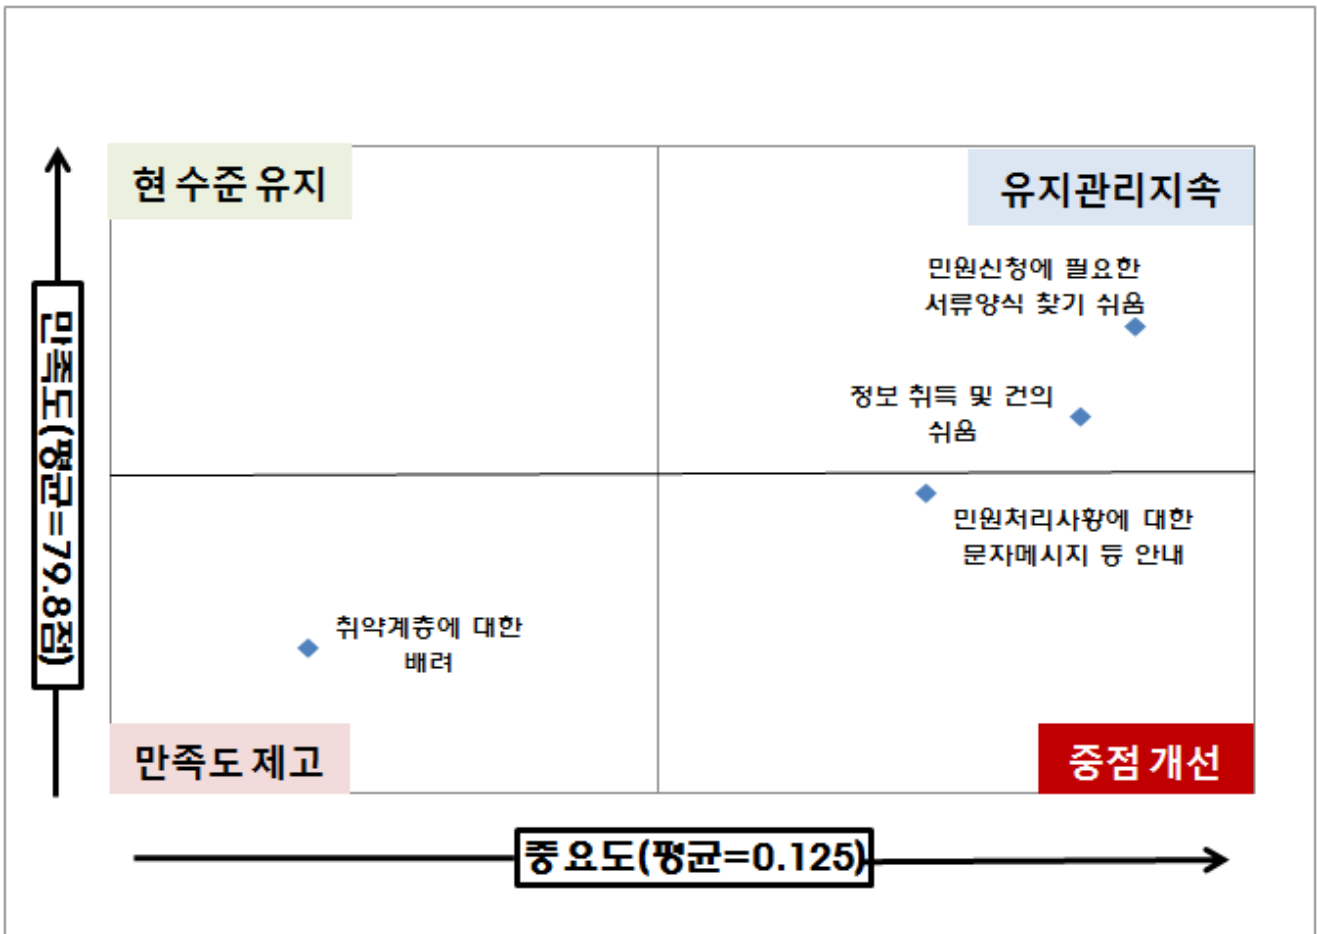 현 수준 유지
유지관리지속
민원신청에 필요한
서류양식 찾기 쉬움
정보 취득 및 건의
쉬움
민원처리사황에 대한
문자메시지 등 안내
취약계층에 대한
배려
만족도 제고
중점 개선
만족도(평균=79.8점)
중요도(평균=0.125)